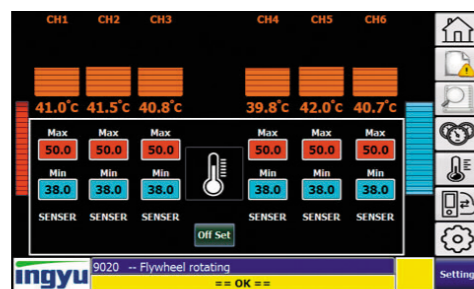 CH1 CH2 CH3 CH4 CH5 CH6
41.0°C 41.5°C 40.8°C 39.8°C 42.0°C 40.7°C
Max Max Max Max Max Max
50.0 50.0 50.0 50.0 50.0 50.0
Min Min Min Min Min Min
38.0 38.0 38.0 38.0 38.0 38.0
SENSER SENSER SENSER SENSER SENSER SENSER
Off Set
ingyu
9020 -- Flywheel rotating
== OK ==
Setting